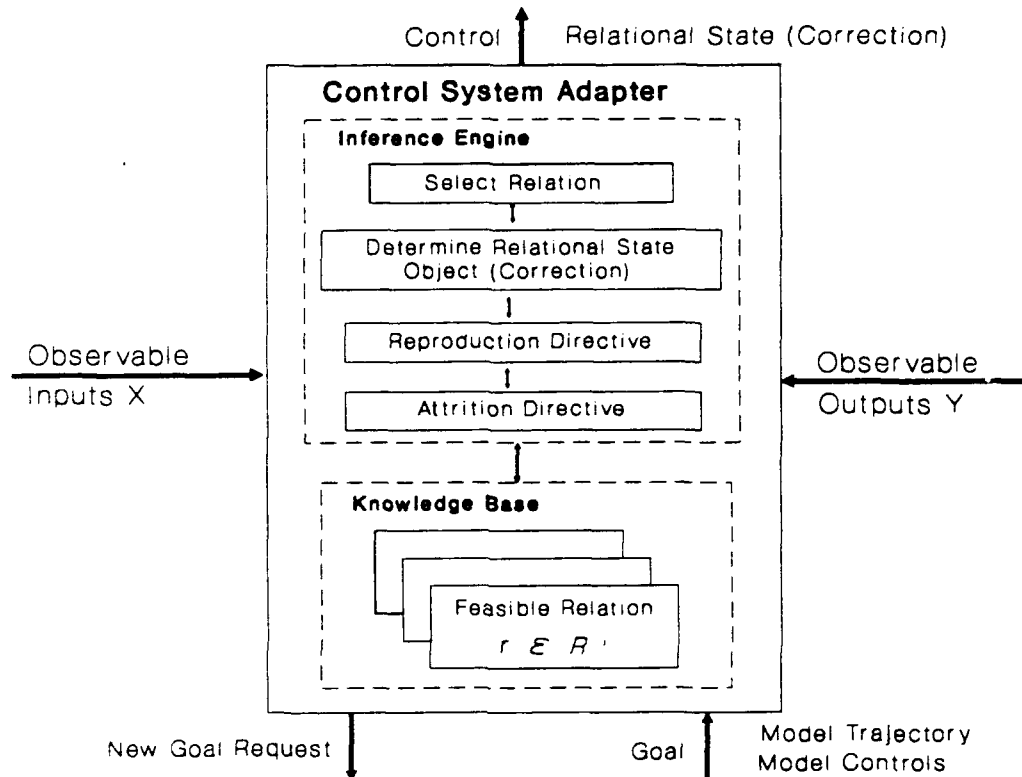 Control Relational State (Correction)
Control System Adapter
Inference Engine
Select Relation
Determine Relational State
Object (Correction)
Reproduction Directive
Attrition Directive
Observable
Inputs X
Observable
Outputs Y
Knowledge Base
Feasible Relation
r ε R '
New Goal Request
Goal
Model Trajectory
Model Controls